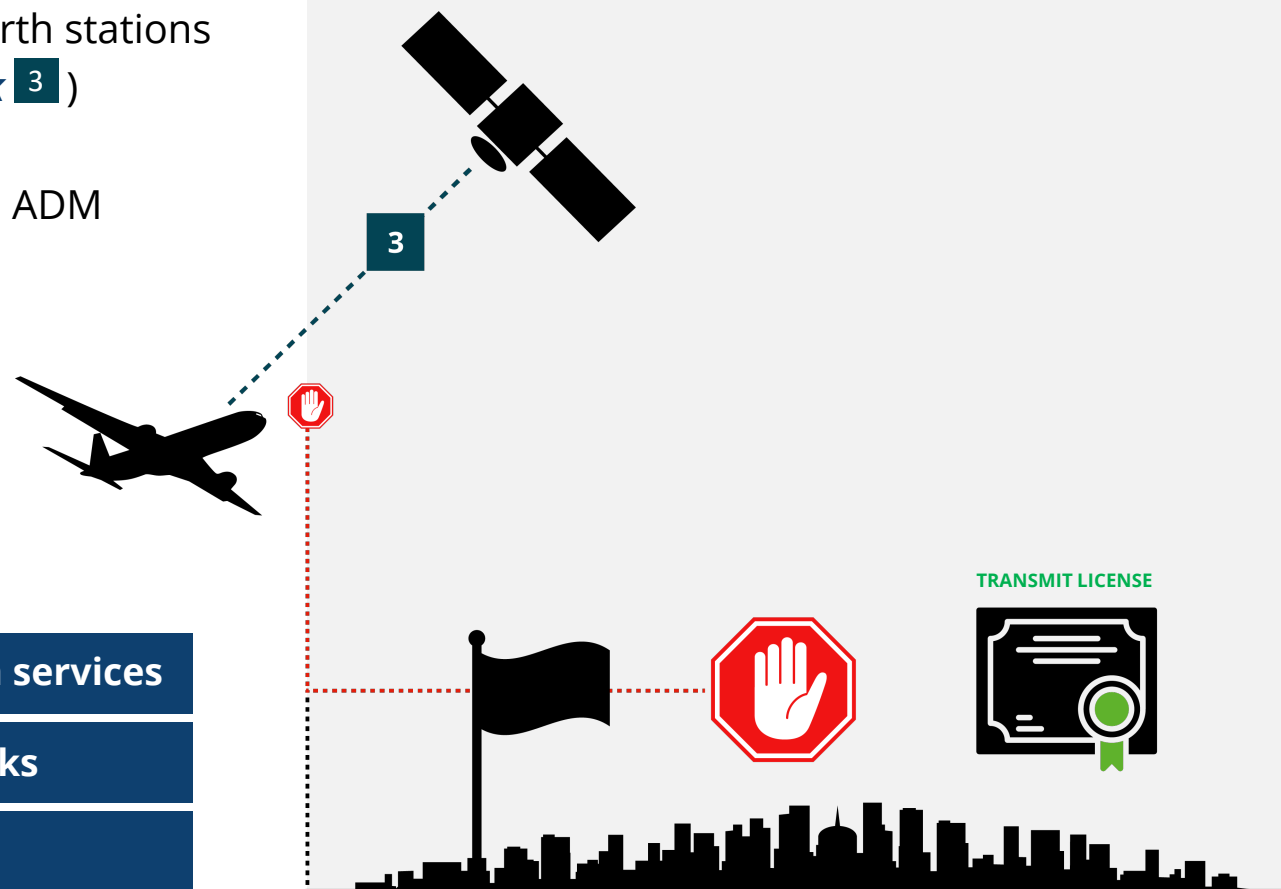 rth stations
3 )
ADM
3
TRANSMIT LICENSE
services
ks